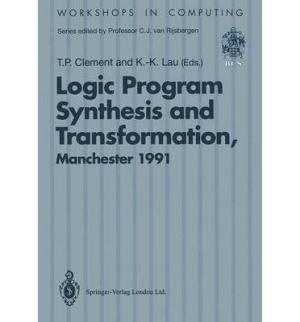 WORKSHOPS IN COMPUTING
Series edited by Professor C.J. van Rijsbergen
BCS
T.P. Clement and K.-K. Lau (Eds.)
Logic Program
Synthesis and
Transformation,
Manchester 1991
Springer-Verlag London Ltd.